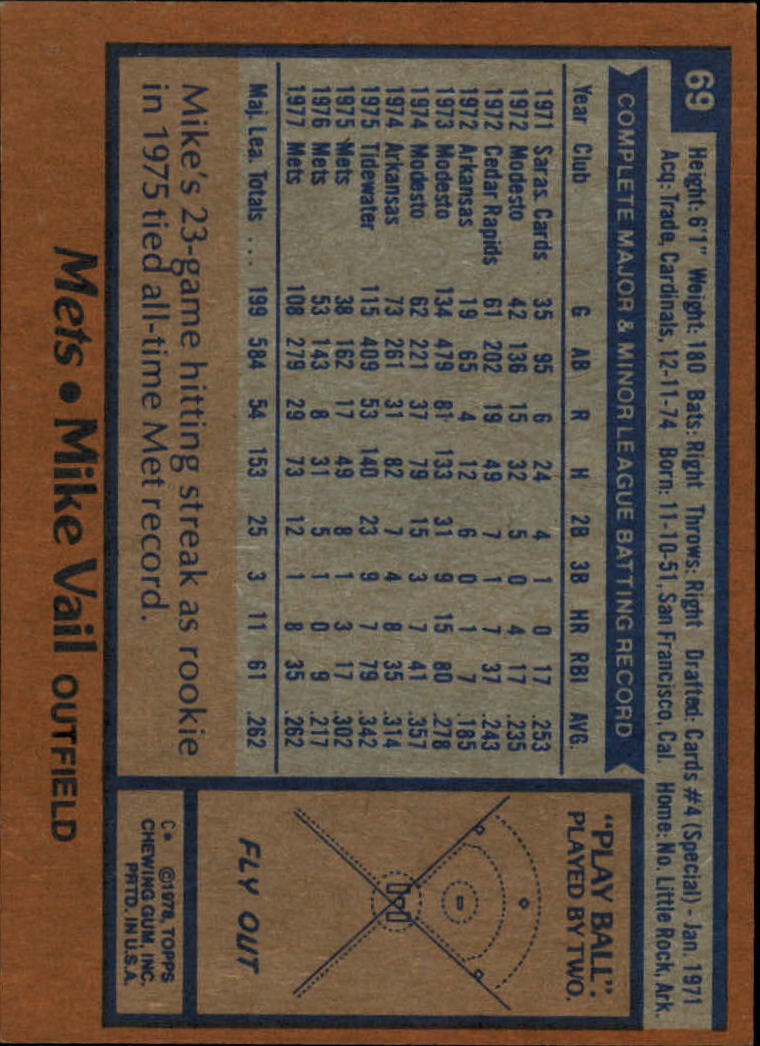 69
Height: 6'1" Weight: 180 Bats: Right Throws: Right Drafted: Cards #4 (Special) - Jan. 1971
Acq: Trade, Cardinals, 12-11-74 Born: 11-10-51, San Francisco, Cal. Home: No. Little Rock, Ark.
COMPLETE MAJOR & MINOR LEAGUE BATTING RECORD
Year Club G AB R H 2B 3B HR RBI AVG.
1971 Saras. Cards 35 95 6 24 4 1 0 17 .253
1972 Modesto 42 136 15 32 5 0 4 17 .235
1972 Cedar Rapids 61 202 19 49 7 1 7 37 .243
1972 Arkansas 19 65 4 12 6 0 1 7 .185
1973 Modesto 134 479 81 133 31 9 15 80 .278
1974 Modesto 62 221 37 79 15 3 7 41 .357
1974 Arkansas 73 261 31 82 7 4 8 35 .314
1975 Tidewater 115 409 53 140 23 9 7 79 .342
1975 Mets 38 162 17 49 8 1 3 17 .302
1976 Mets 53 143 8 31 5 1 0 9 .217
1977 Mets 108 279 29 73 12 1 8 35 .262
Maj. Lea. Totals ... 199 584 54 153 25 3 11 61 .262
Mike's 23-game hitting streak as rookie
in 1975 tied all-time Met record.
"PLAY BALL":
PLAYED BY TWO.
FLY OUT
C* ©1978, TOPPS
CHEWING GUM, INC.
PRTD. IN U.S.A.
Mets • Mike Vail OUTFIELD